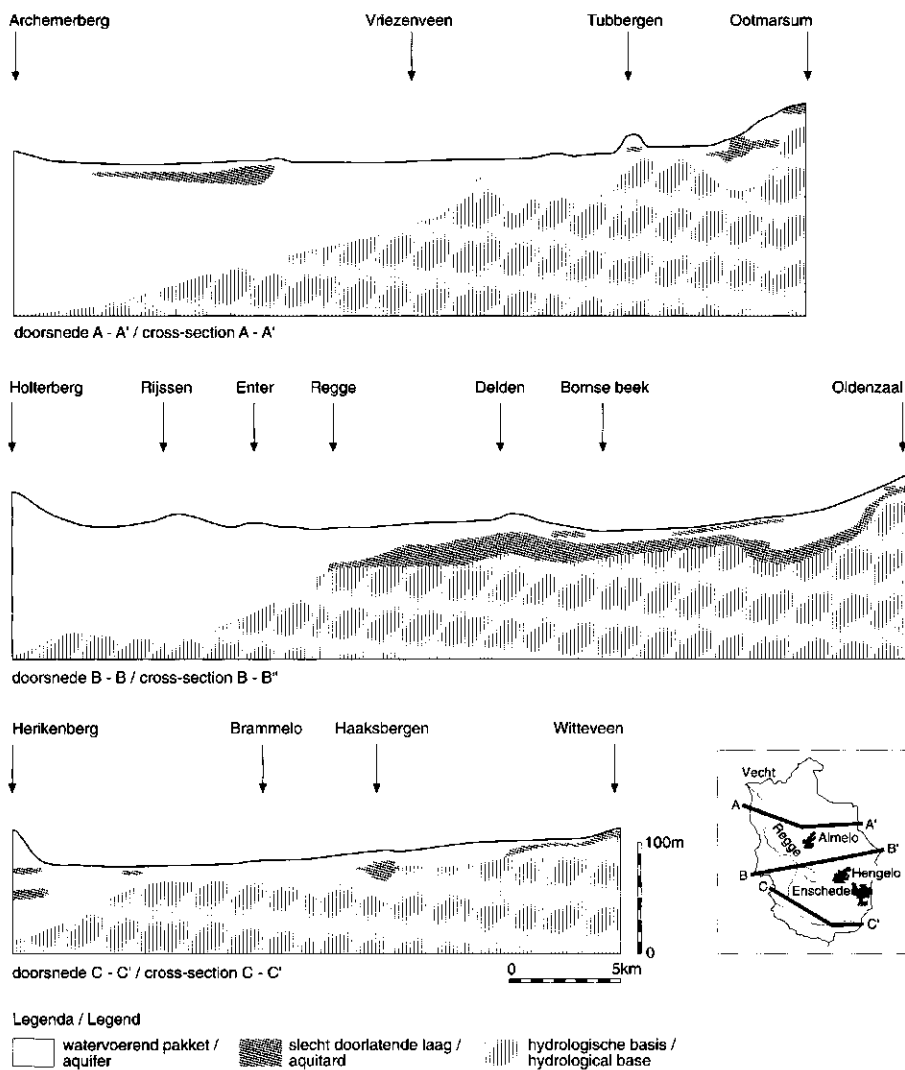 Archemerberg Vriezenveen Tubbergen Ootmarsum
doorsnede A - A' / cross-section A - A'
Holterberg Rijssen Enter Regge Delden Bornse beek Oldenzaal
doorsnede B - B / cross-section B - B"
Herikenberg Brammelo Haaksbergen Witteveen
100m
0
doorsnede C - C' / cross-section C - C'
0 5km
Vecht
A
A'
Regge
Almelo
B'
B
Hengelo
C
Enschede
C'
Legenda / Legend
watervoerend pakket / aquifer
slecht doorlatende laag / aquitard
hydrologische basis / hydrological base